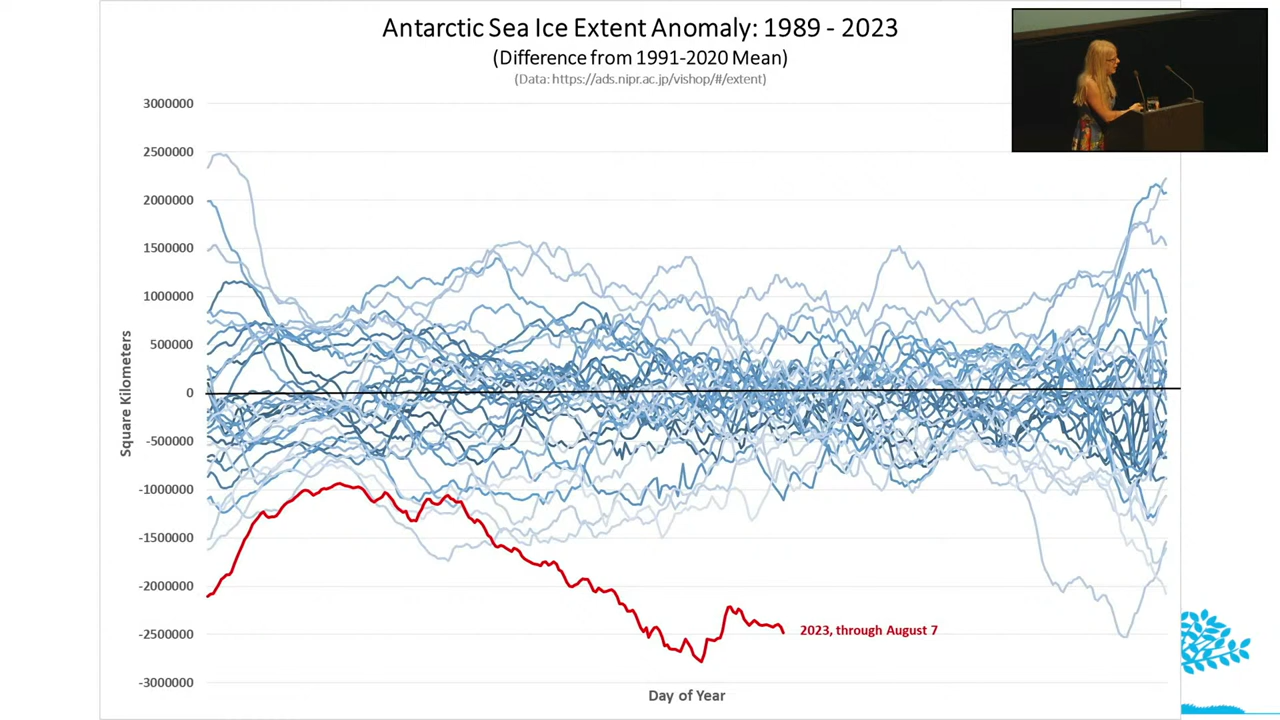 Antarctic Sea Ice Extent Anomaly: 1989 - 2023
(Difference from 1991-2020 Mean)
(Data: https://ads.nipr.ac.jp/vishop/#/extent)
3000000
2500000
2000000
1500000
1000000
500000
0
-500000
-1000000
-1500000
-2000000
-2500000
-3000000
Square Kilometers
2023, through August 7
Day of Year